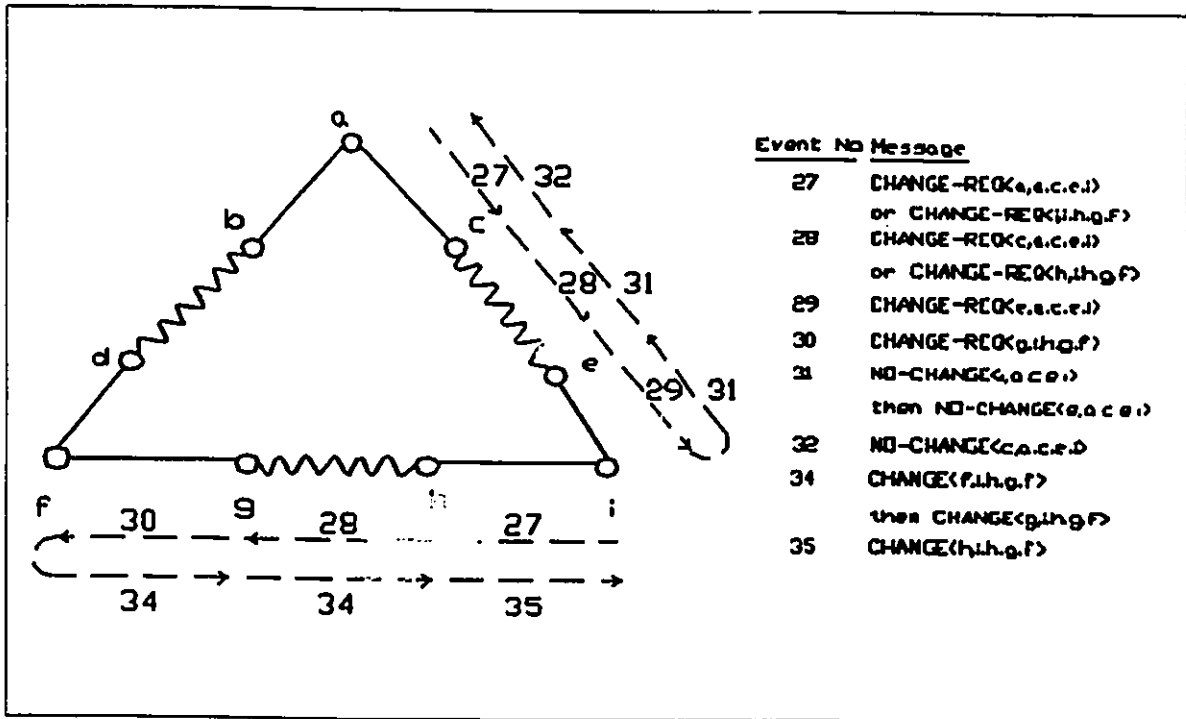 a
27
32
b
c
28
31
d
e
29
31
f
g
h
i
30
28
27
34
34
35
Event No Message
27 CHANGE-REQ(a,a.c.e.i)
or CHANGE-REQ(i,i.h.g.f)
28 CHANGE-REQ(c,a.c.e.i)
or CHANGE-REQ(h,i.h.g.f)
29 CHANGE-REQ(e,a.c.e.i)
30 CHANGE-REQ(g,i.h.g.f)
31 NO-CHANGE(i,a c e i)
then NO-CHANGE(e,a c e i)
32 NO-CHANGE(c,a.c.e.i)
34 CHANGE(f,i.h.g.f)
then CHANGE(g,i.h.g.f)
35 CHANGE(h,i.h.g.f)